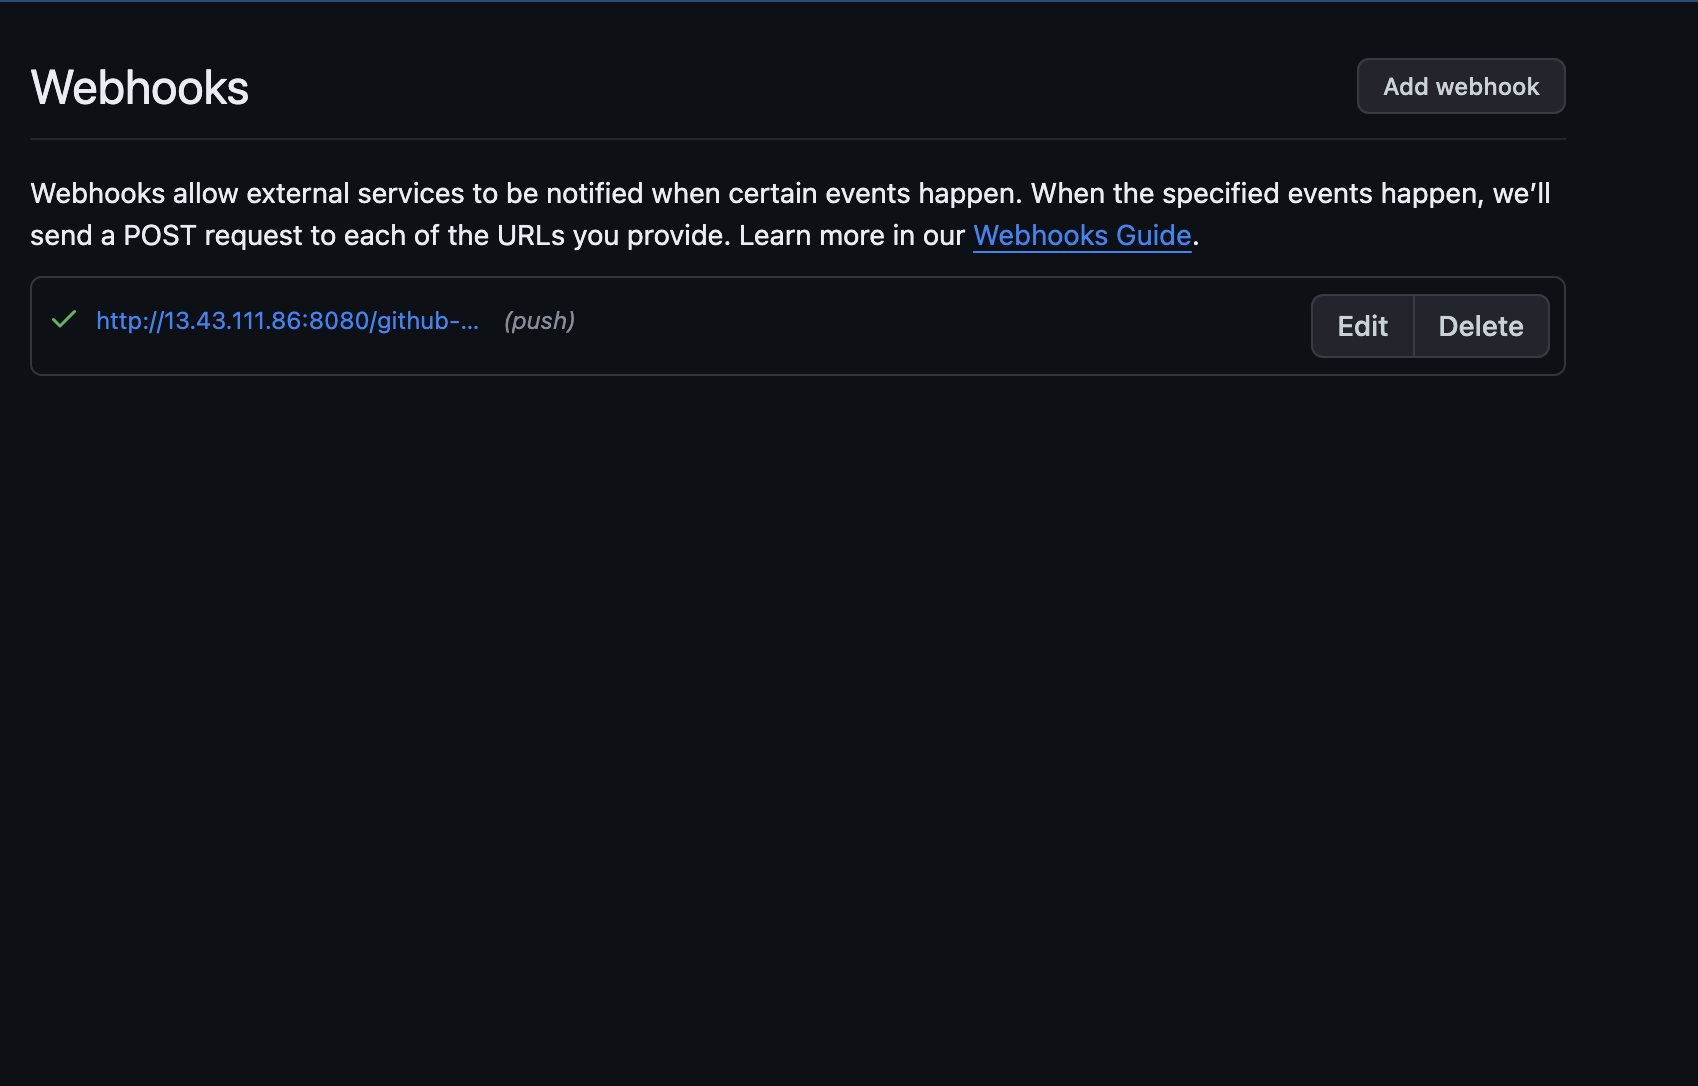 Webhooks
Add webhook
Webhooks allow external services to be notified when certain events happen. When the specified events happen, we’ll
send a POST request to each of the URLs you provide. Learn more in our Webhooks Guide.
http://13.43.111.86:8080/github-... (push)
Edit
Delete